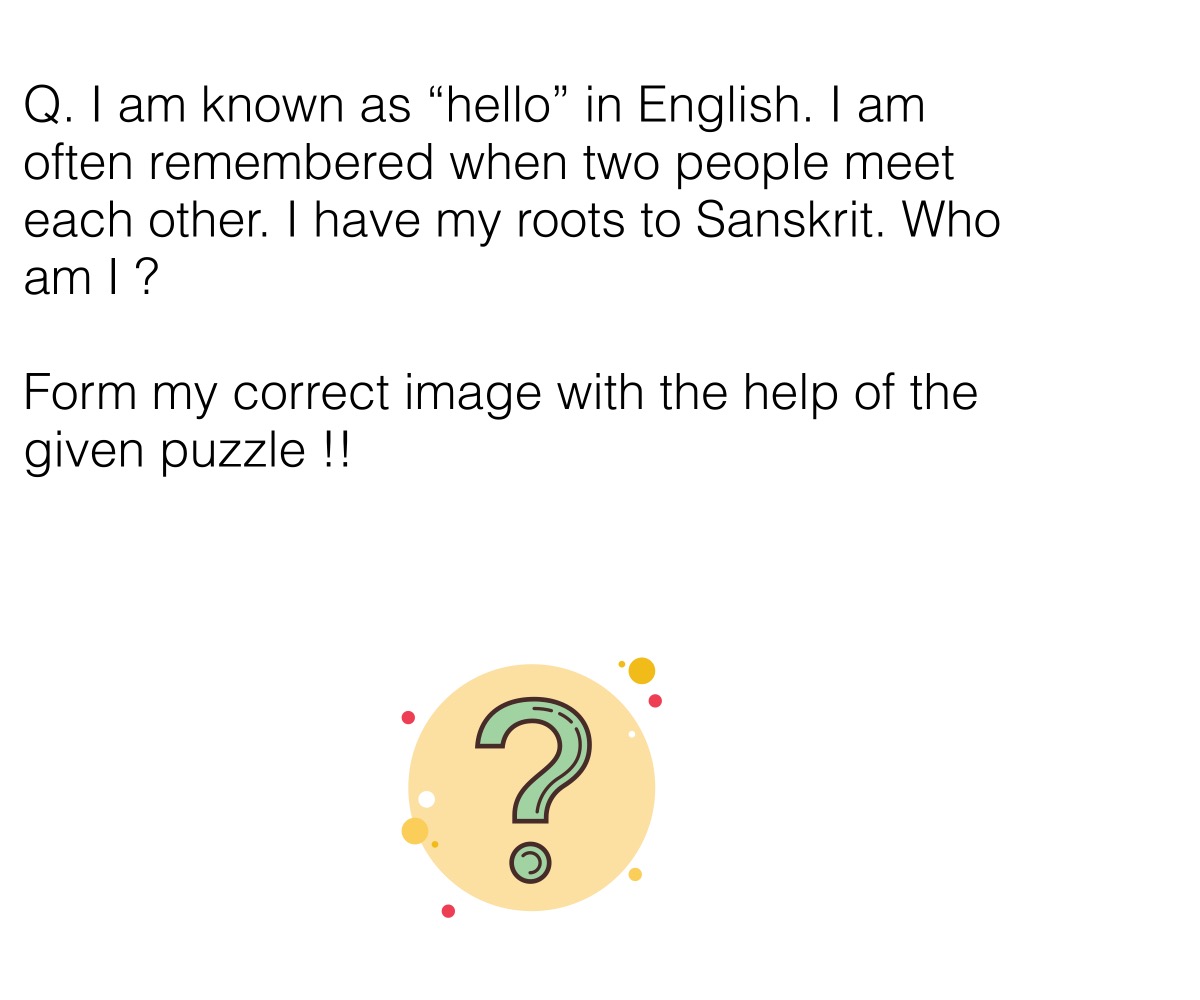 Q. I am known as “hello” in English. I am
often remembered when two people meet
each other. I have my roots to Sanskrit. Who
am I ?
Form my correct image with the help of the
given puzzle !!
?